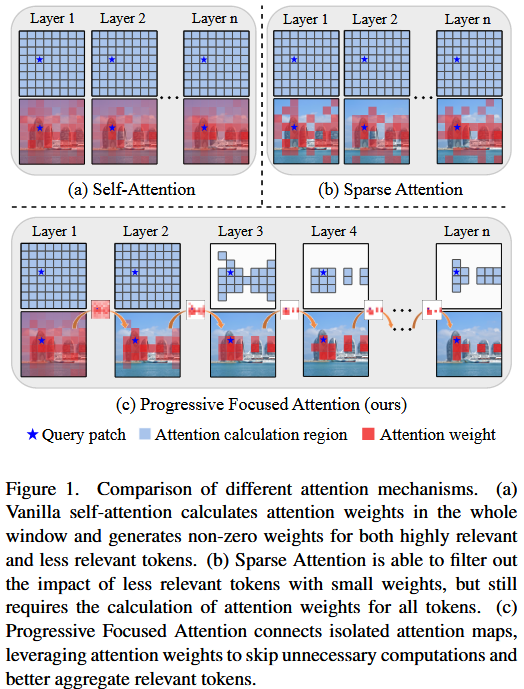 Layer 1 Layer 2 Layer n
Layer 1 Layer 2 Layer n
(a) Self-Attention
(b) Sparse Attention
Layer 1 Layer 2 Layer 3 Layer 4 Layer n
(c) Progressive Focused Attention (ours)
Query patch Attention calculation region Attention weight
Figure 1. Comparison of different attention mechanisms. (a)
Vanilla self-attention calculates attention weights in the whole
window and generates non-zero weights for both highly relevant
and less relevant tokens. (b) Sparse Attention is able to filter out
the impact of less relevant tokens with small weights, but still
requires the calculation of attention weights for all tokens. (c)
Progressive Focused Attention connects isolated attention maps,
leveraging attention weights to skip unnecessary computations and
better aggregate relevant tokens.